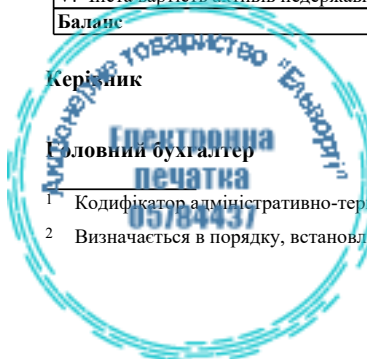 Баланс
Керівник
Головний бухгалтер
Акціонерне товариство "Ельворті"
Електронна
печатка
05784437
1 Кодифікатор адміністративно-тер
2 Визначається в порядку, встановл